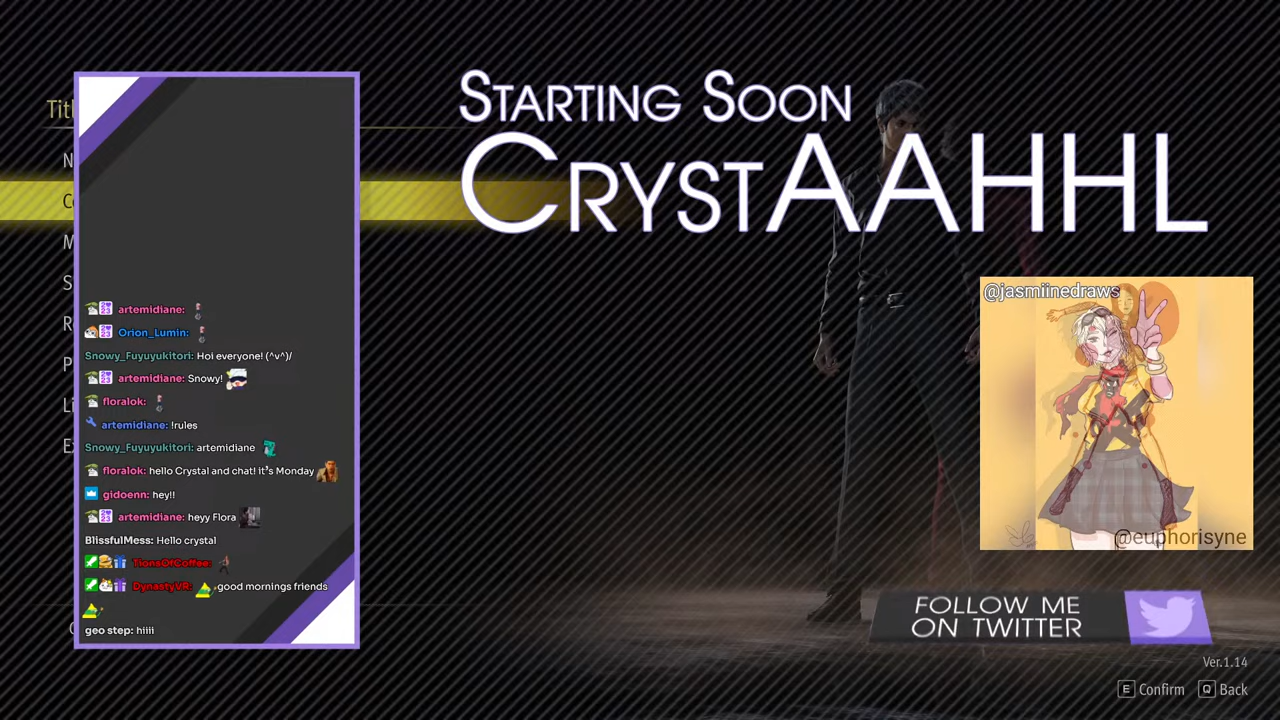 STARTING SOON
CRYSTAAHHL
Tit
N
C
M
S
R
P
Li
E
artemidiane:
Orion_Lumin:
Snowy_Fuyuyukitori: Hoi everyone! (^v^)/
artemidiane: Snowy!
floralok:
artemidiane: !rules
Snowy_Fuyuyukitori: artemidiane
floralok: hello Crystal and chat! it's Monday
gidoenn: hey!!
artemidiane: heyy Flora
BlissfulMess: Hello crystal
TionsOfCoffee:
DynastyVR: good mornings friends
geo step: hiiii
@jasmiinedraws
@euphorisyne
FOLLOW ME
ON TWITTER
Ver.1.14
E Confirm Q Back